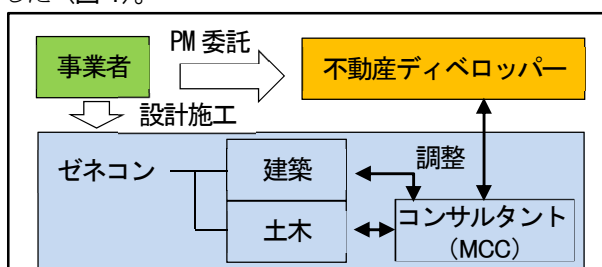 した（図4）。
PM 委託
事業者
不動産ディベロッパー
設計施工
ゼネコン
建築
調整
土木
コンサルタント
（MCC）